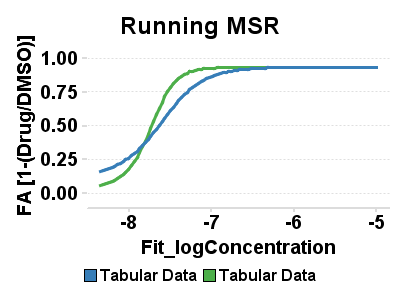 Running MSR
FA [1-(Drug/DMSO)]
1.00
0.75
0.50
0.25
0.00
-8 -7 -6 -5
Fit_logConcentration
Tabular Data Tabular Data